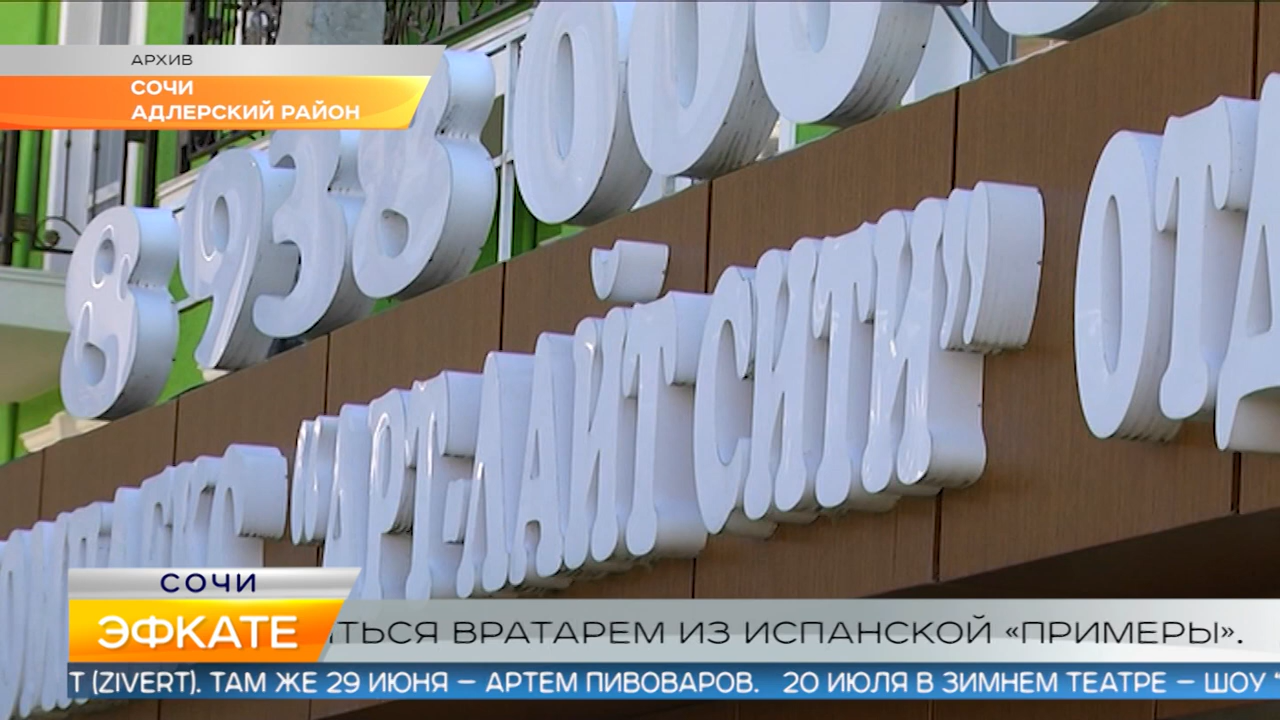 АРХИВ
СОЧИ
АДЛЕРСКИЙ РАЙОН
8 938
"АРТ-ЛАЙТ СИТИ" ОТД
СОЧИ
ЭФКАТЕ
ТЬСЯ ВРАТАРЕМ ИЗ ИСПАНСКОЙ «ПРИМЕРЫ».
Т (ZIVERT). ТАМ ЖЕ 29 ИЮНЯ – АРТЕМ ПИВОВАРОВ. 20 ИЮЛЯ В ЗИМНЕМ ТЕАТРЕ – ШОУ "